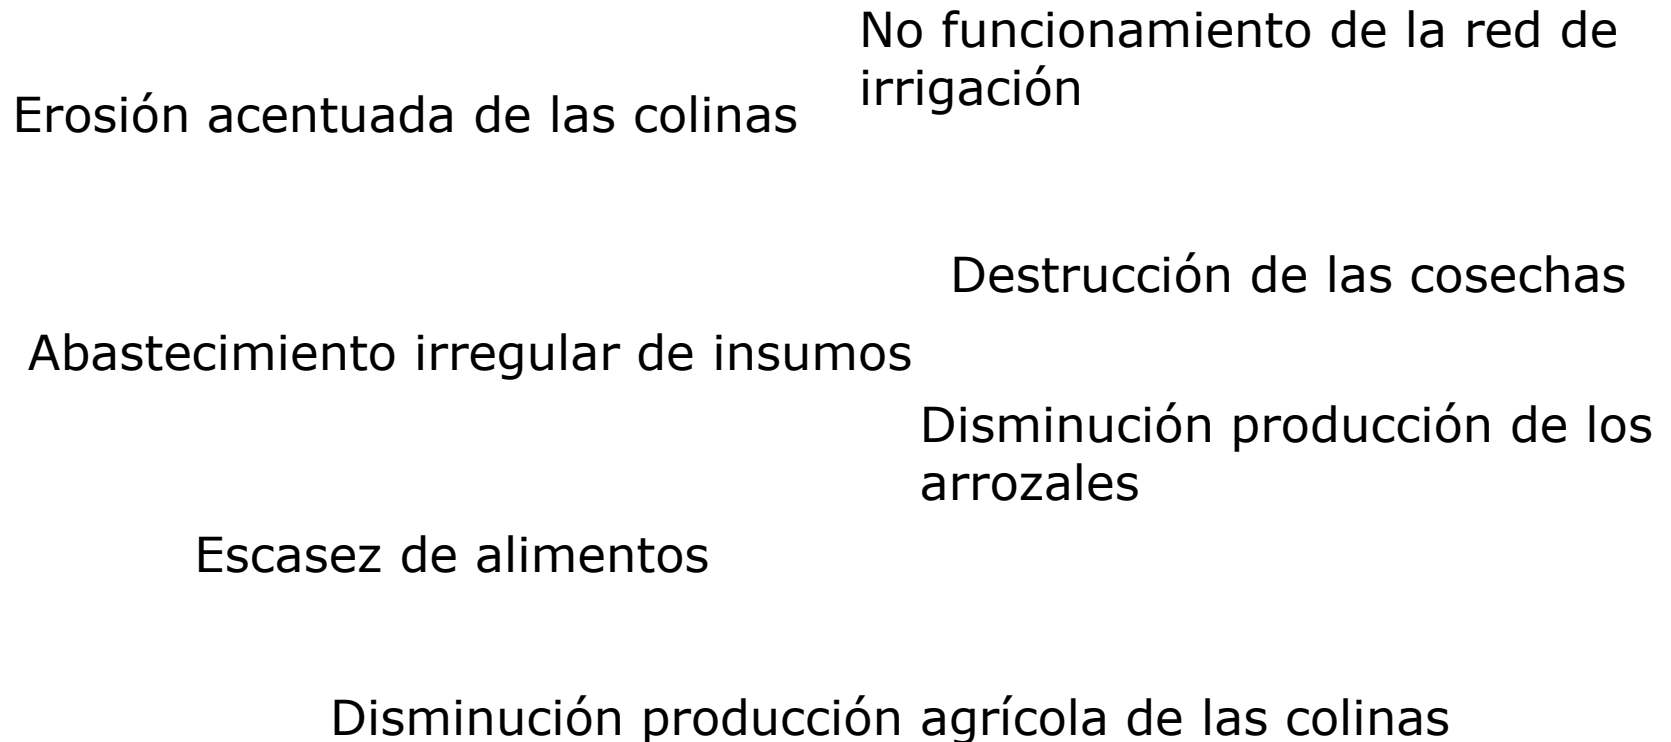 No funcionamiento de la red de
irrigación
Erosión acentuada de las colinas
Destrucción de las cosechas
Abastecimiento irregular de insumos
Disminución producción de los
arrozales
Escasez de alimentos
Disminución producción agrícola de las colinas